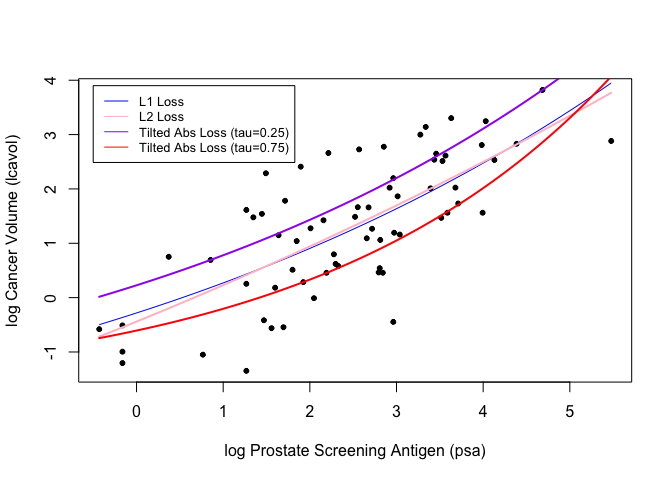 L1 Loss
L2 Loss
Tilted Abs Loss (tau=0.25)
Tilted Abs Loss (tau=0.75)
4
3
2
1
0
-1
log Cancer Volume (lcavol)
0 1 2 3 4 5
log Prostate Screening Antigen (psa)